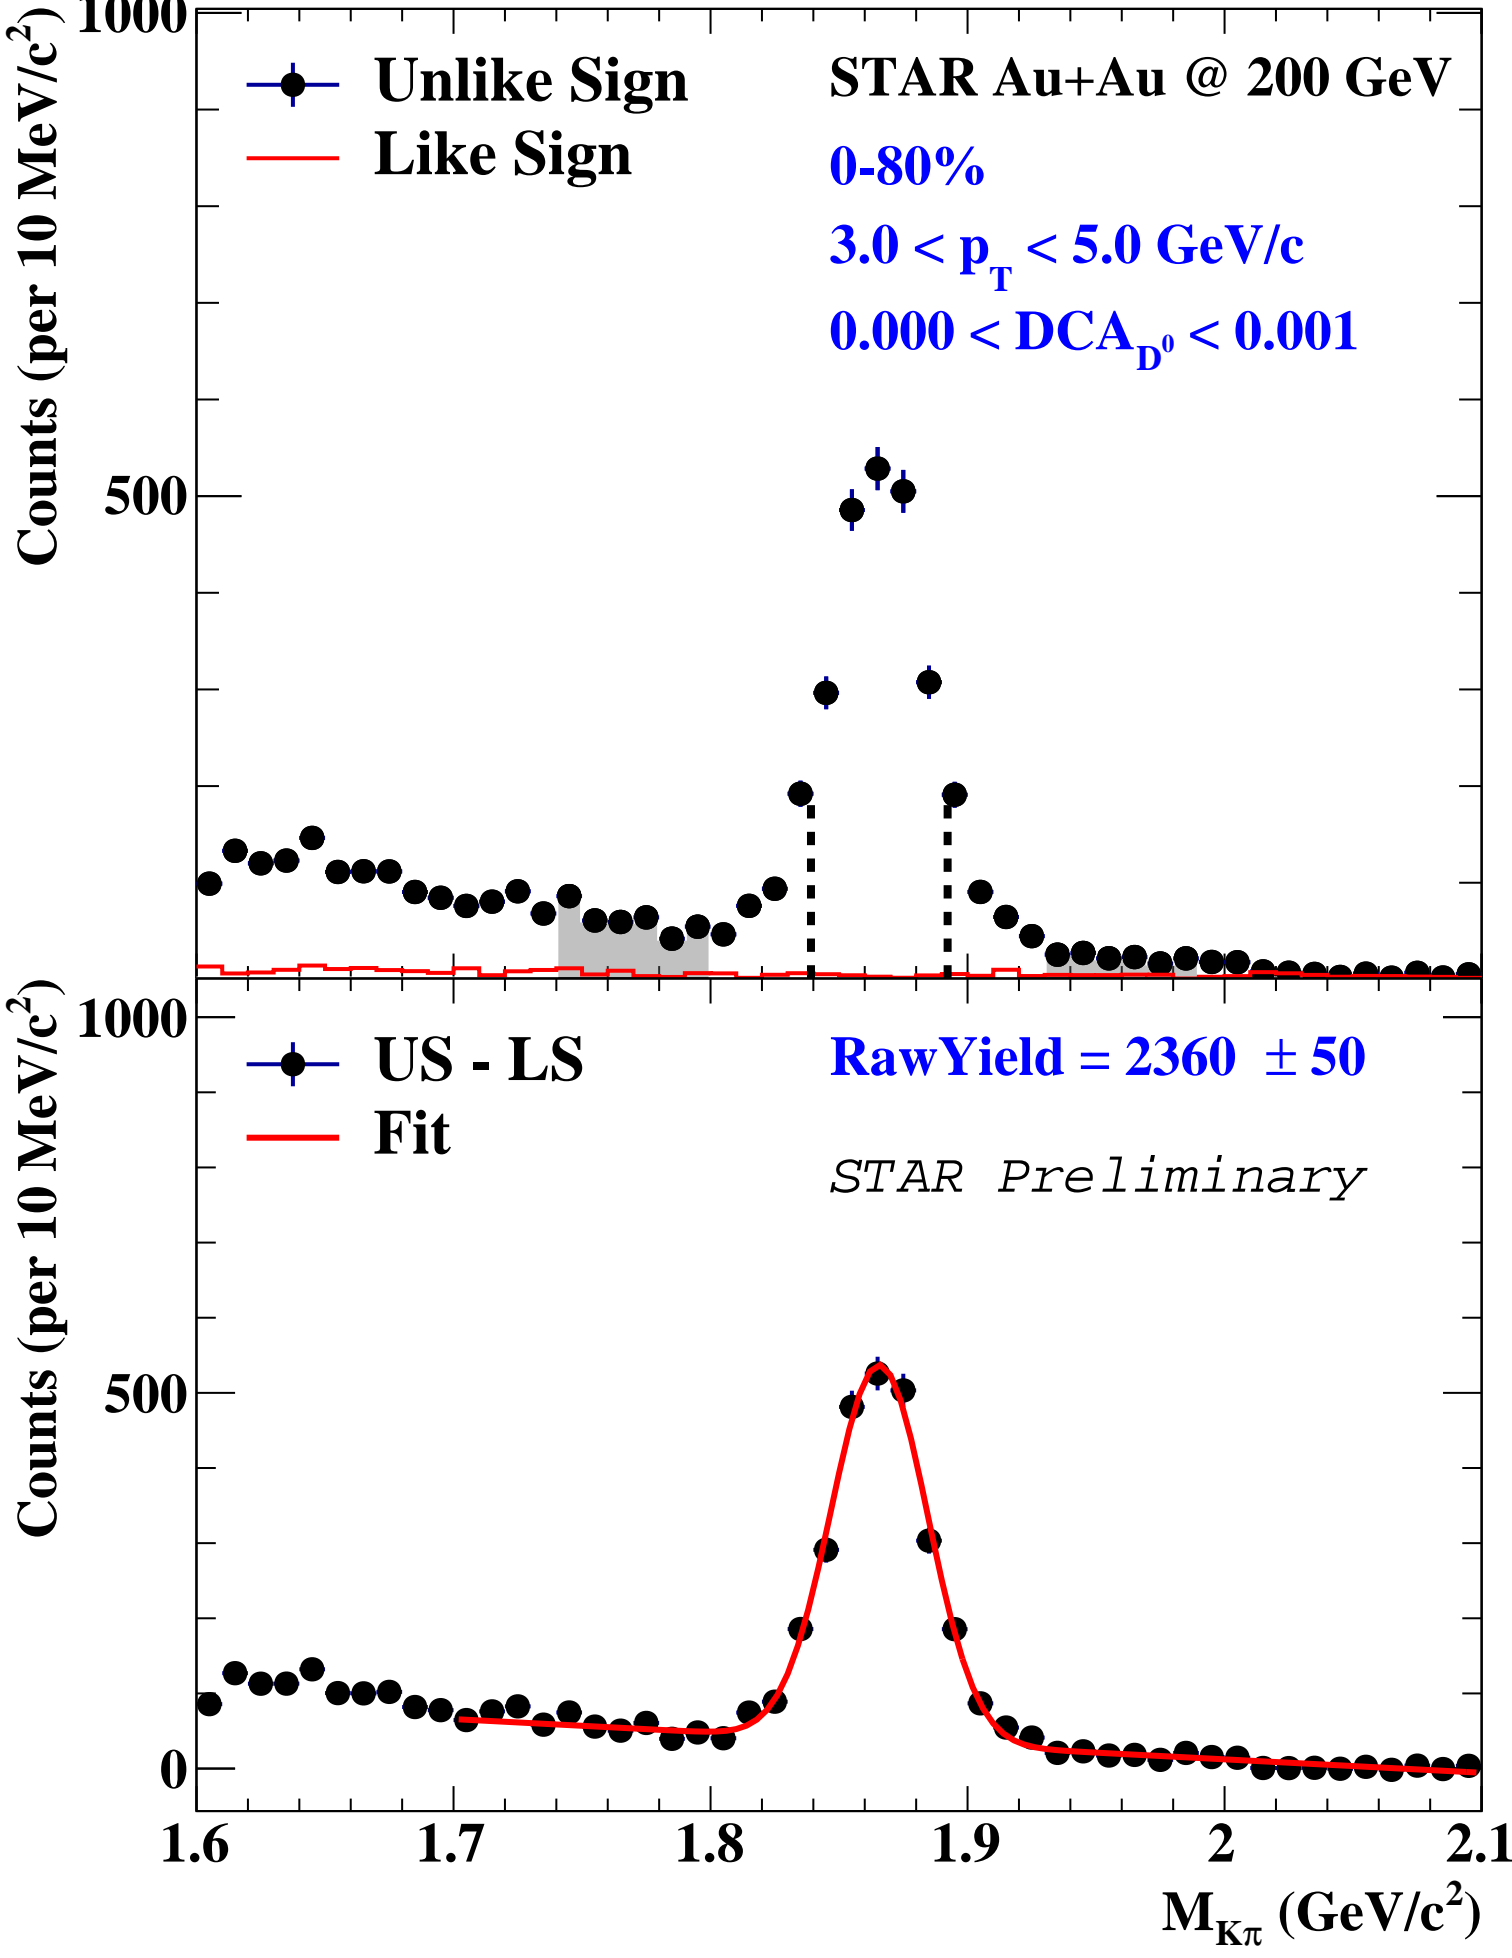 1000
Counts (per 10 MeV/c²)
500
Unlike Sign
Like Sign
STAR Au+Au @ 200 GeV
0-80%
3.0 < p_T < 5.0 GeV/c
0.000 < DCA_D⁰ < 0.001
1000
Counts (per 10 MeV/c²)
500
0
US - LS
Fit
RawYield = 2360 ± 50
STAR Preliminary
1.6 1.7 1.8 1.9 2 2.1
M_Kπ (GeV/c²)